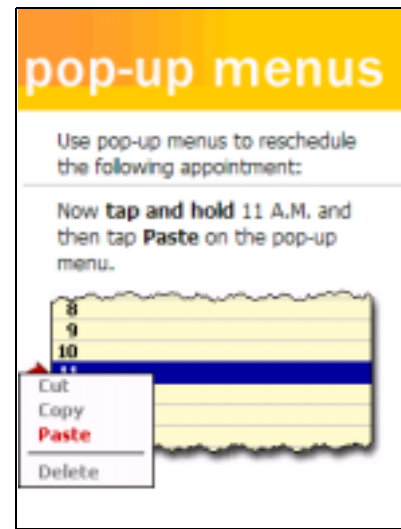 pop-up menus
Use pop-up menus to reschedule
the following appointment:
Now tap and hold 11 A.M. and
then tap Paste on the pop-up
menu.
8
9
10
11
Cut
Copy
Paste
Delete